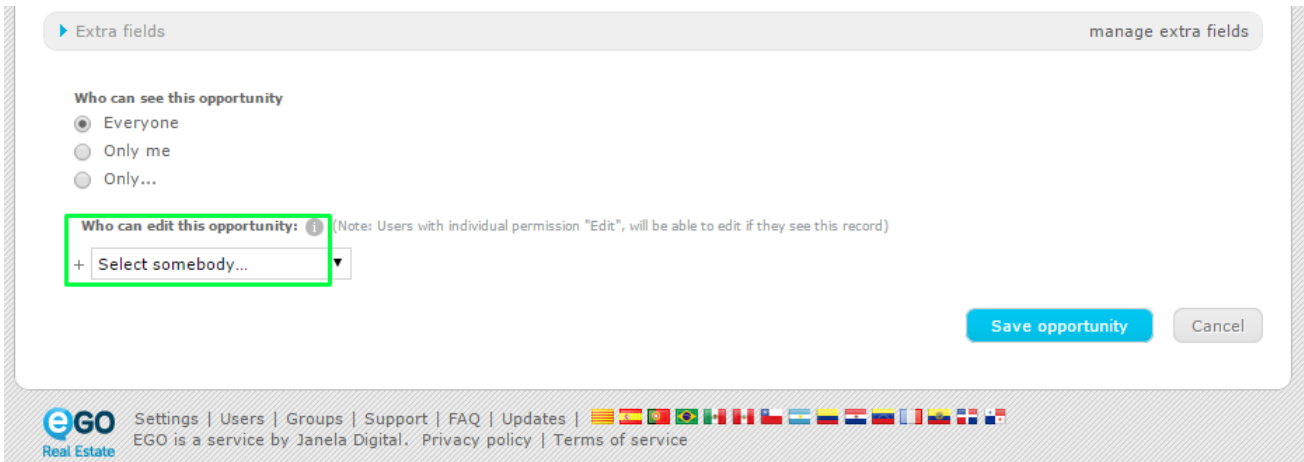 Extra fields
manage extra fields
Who can see this opportunity
Everyone
Only me
Only...
Who can edit this opportunity: i (Note: Users with individual permission "Edit", will be able to edit if they see this record)
+ Select somebody...
Save opportunity
Cancel
eGO
Real Estate
Settings | Users | Groups | Support | FAQ | Updates |
EGO is a service by Janela Digital. Privacy policy | Terms of service